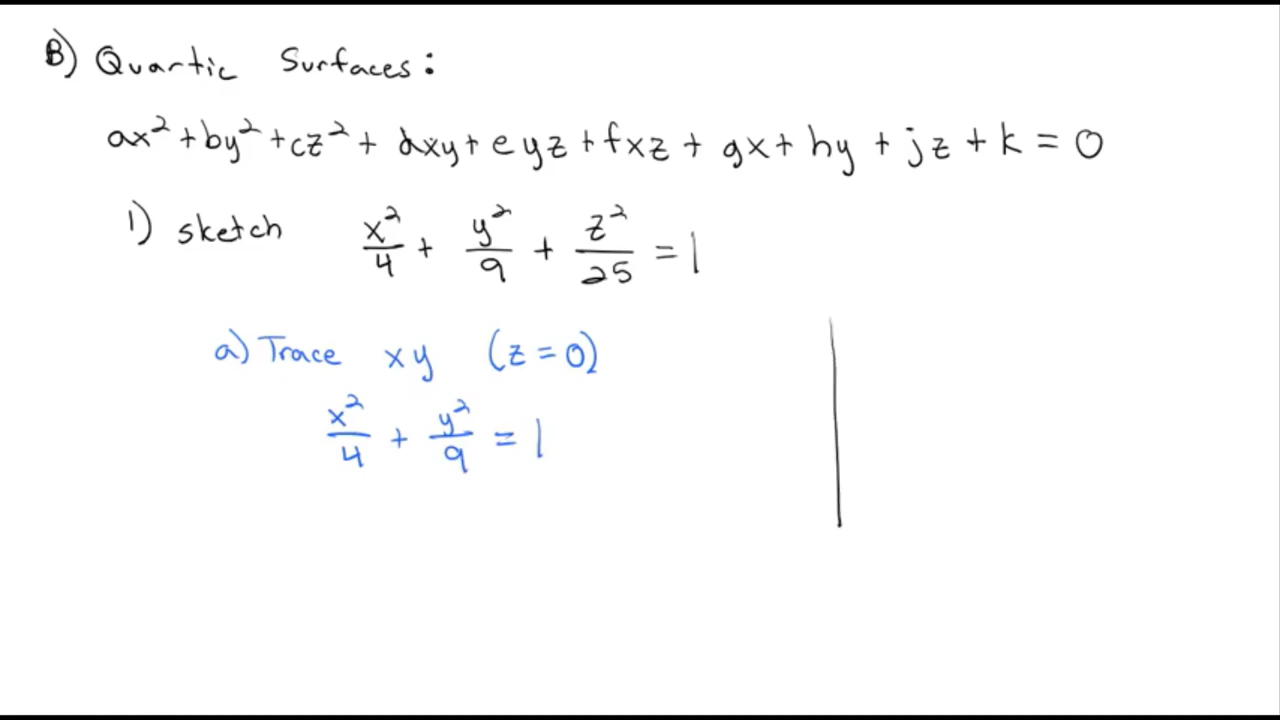 B) Quartic Surfaces:
ax² + by² + cz² + dxy + eyz + fxz + gx + hy + jz + k = 0
1) sketch x²/4 + y²/9 + z²/25 = 1
a) Trace xy (z = 0)
x²/4 + y²/9 = 1